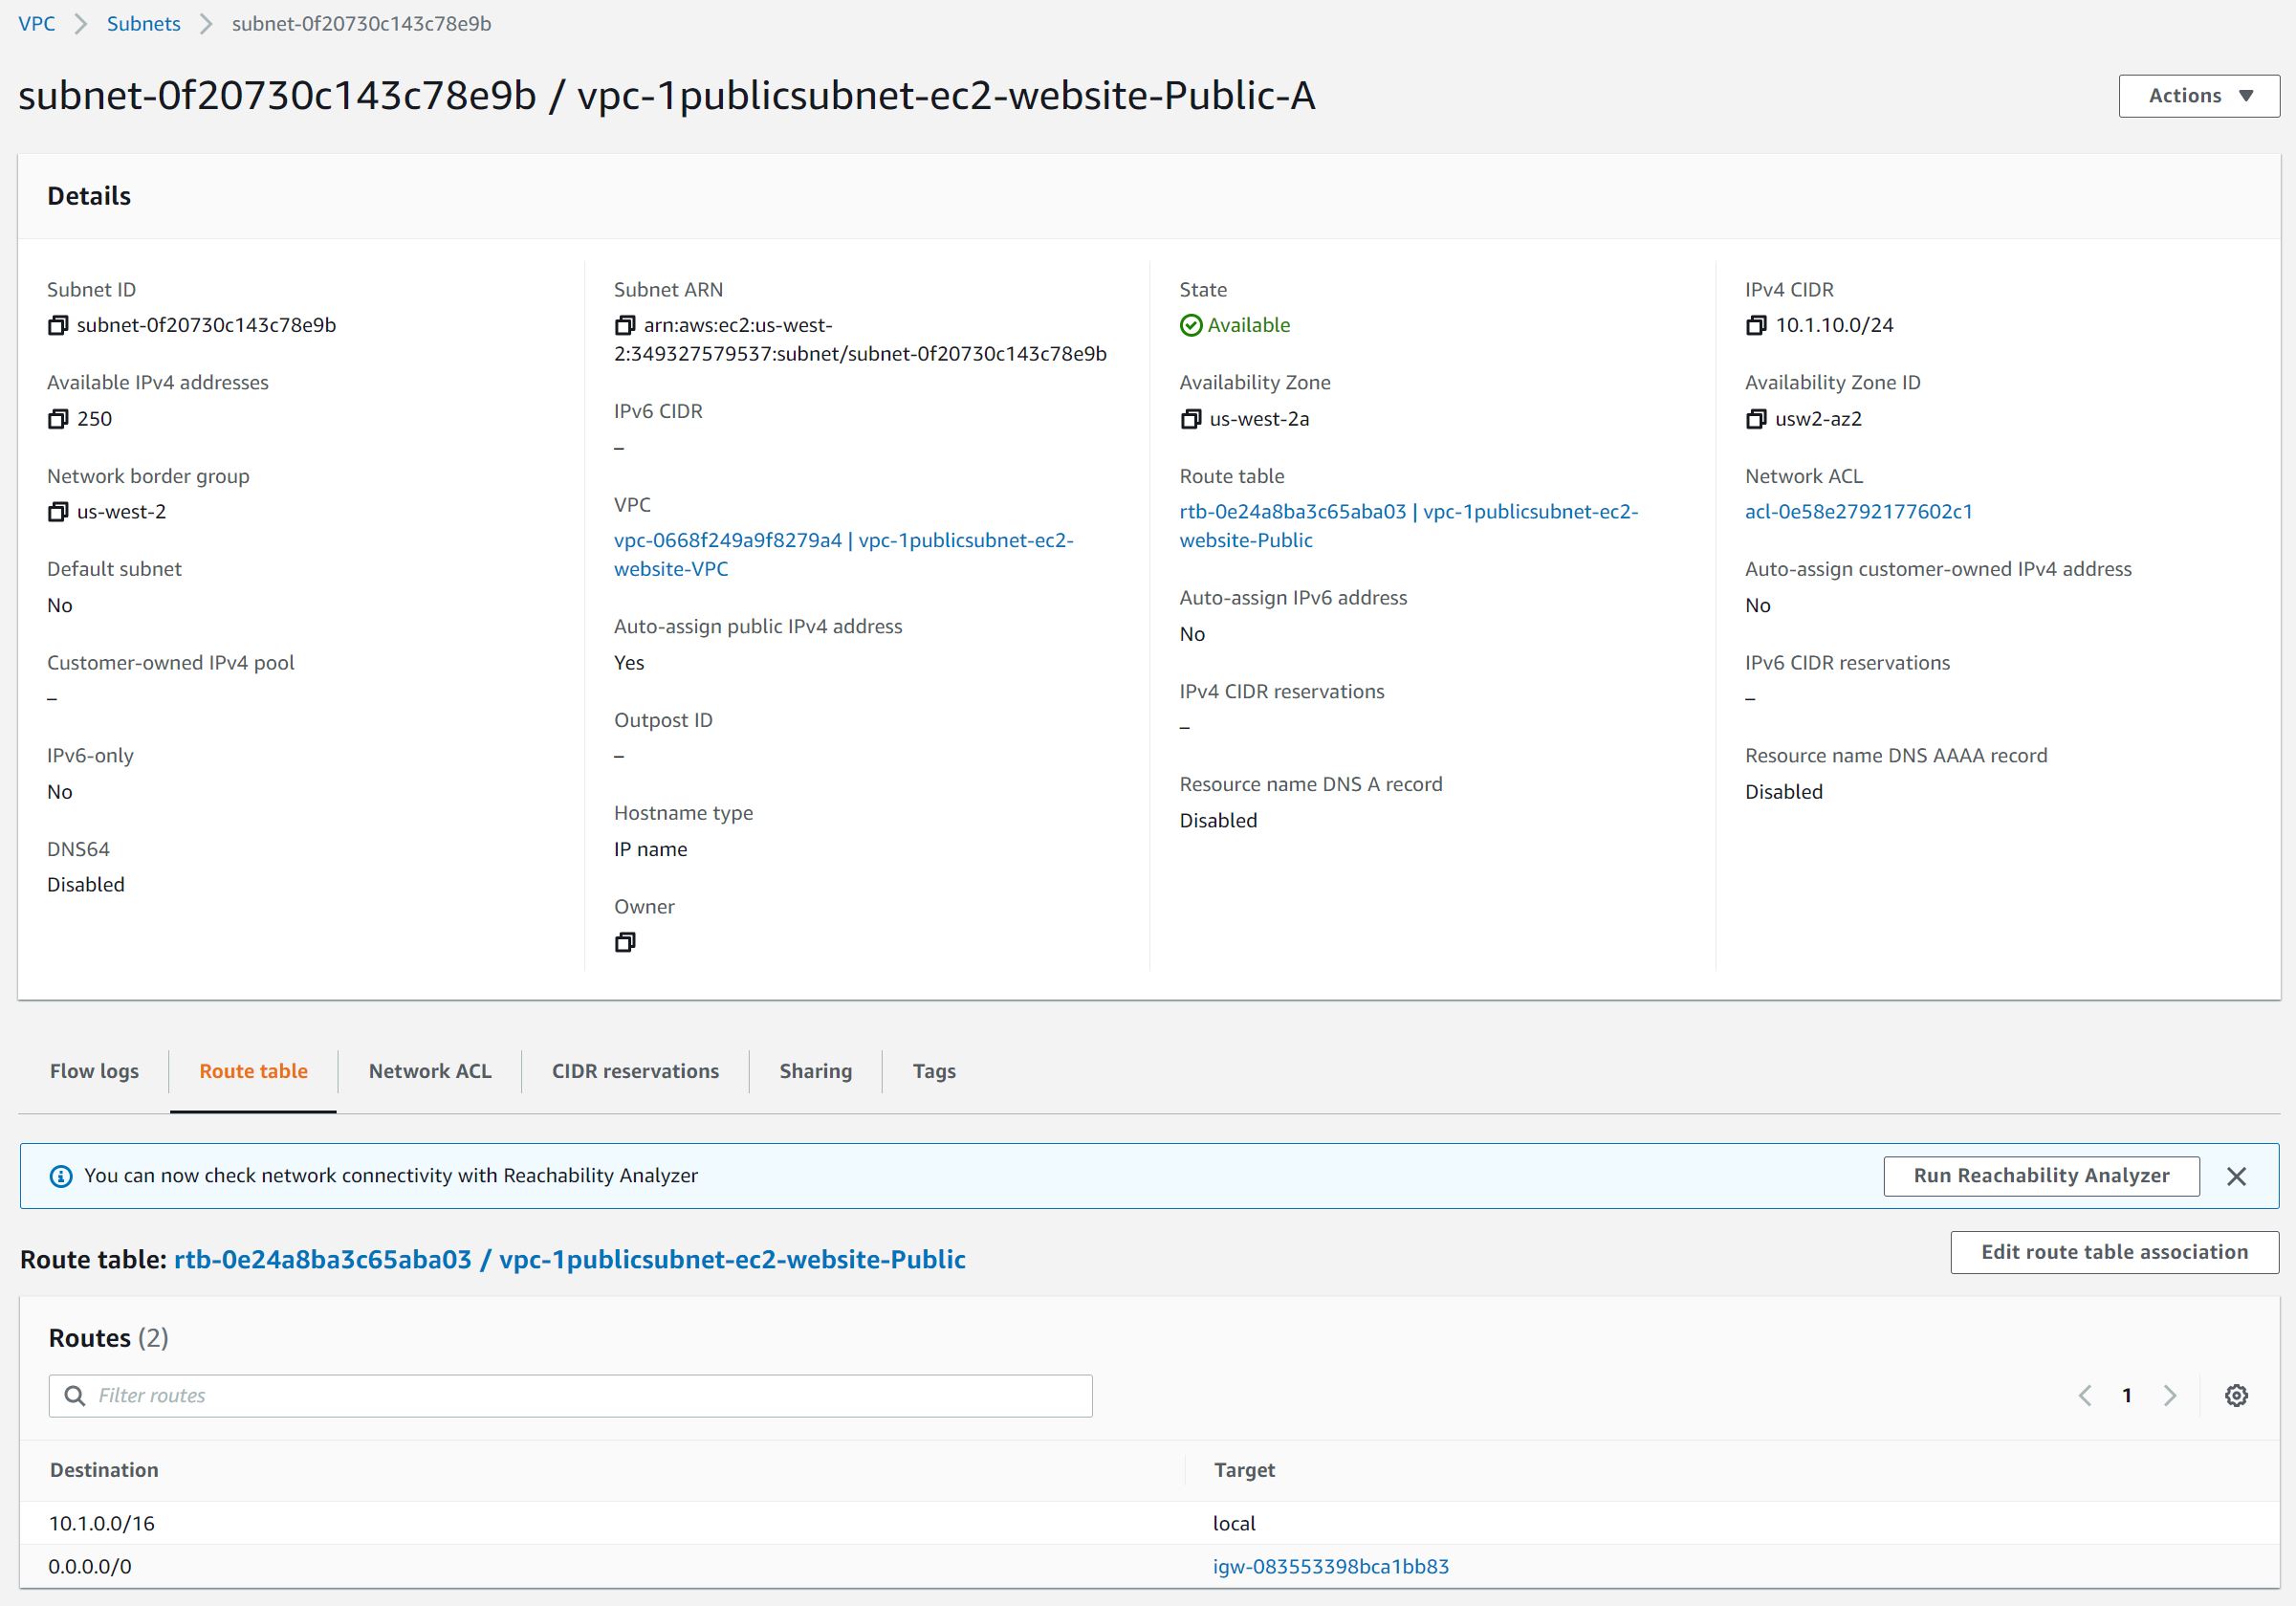 VPC > Subnets > subnet-0f20730c143c78e9b
subnet-0f20730c143c78e9b / vpc-1publicsubnet-ec2-website-Public-A
Actions
Details
Subnet ID
subnet-0f20730c143c78e9b
Available IPv4 addresses
250
Network border group
us-west-2
Default subnet
No
Customer-owned IPv4 pool
–
IPv6-only
No
DNS64
Disabled
Subnet ARN
arn:aws:ec2:us-west-
2:349327579537:subnet/subnet-0f20730c143c78e9b
IPv6 CIDR
–
VPC
vpc-0668f249a9f8279a4 | vpc-1publicsubnet-ec2-
website-VPC
Auto-assign public IPv4 address
Yes
Outpost ID
–
Hostname type
IP name
Owner
State
Available
Availability Zone
us-west-2a
Route table
rtb-0e24a8ba3c65aba03 | vpc-1publicsubnet-ec2-
website-Public
Auto-assign IPv6 address
No
IPv4 CIDR reservations
–
Resource name DNS A record
Disabled
IPv4 CIDR
10.1.10.0/24
Availability Zone ID
usw2-az2
Network ACL
acl-0e58e2792177602c1
Auto-assign customer-owned IPv4 address
No
IPv6 CIDR reservations
–
Resource name DNS AAAA record
Disabled
Flow logs Route table Network ACL CIDR reservations Sharing Tags
You can now check network connectivity with Reachability Analyzer
Run Reachability Analyzer
Route table: rtb-0e24a8ba3c65aba03 / vpc-1publicsubnet-ec2-website-Public
Edit route table association
Routes (2)
Filter routes
1
Destination Target
10.1.0.0/16 local
0.0.0.0/0 igw-083553398bca1bb83